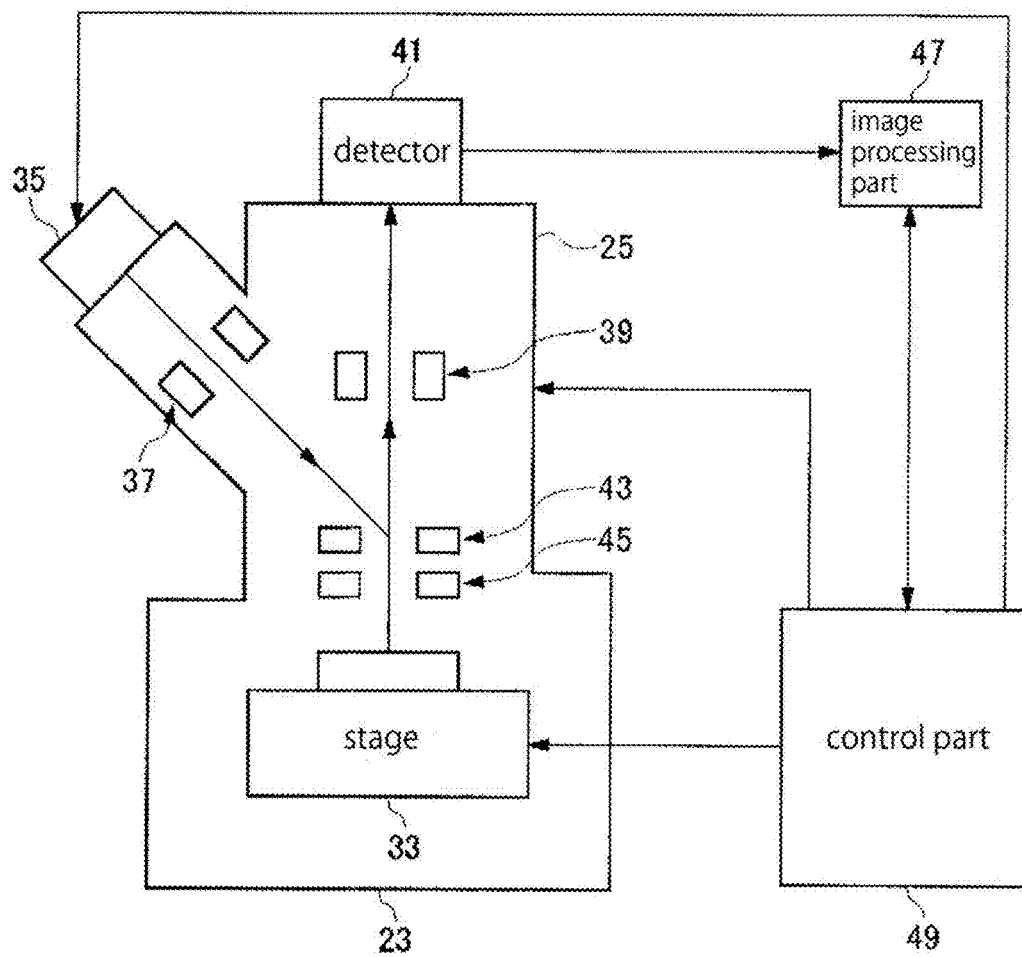 41
47
detector
image
processing
part
35
25
39
37
43
45
stage
control part
33
23
49